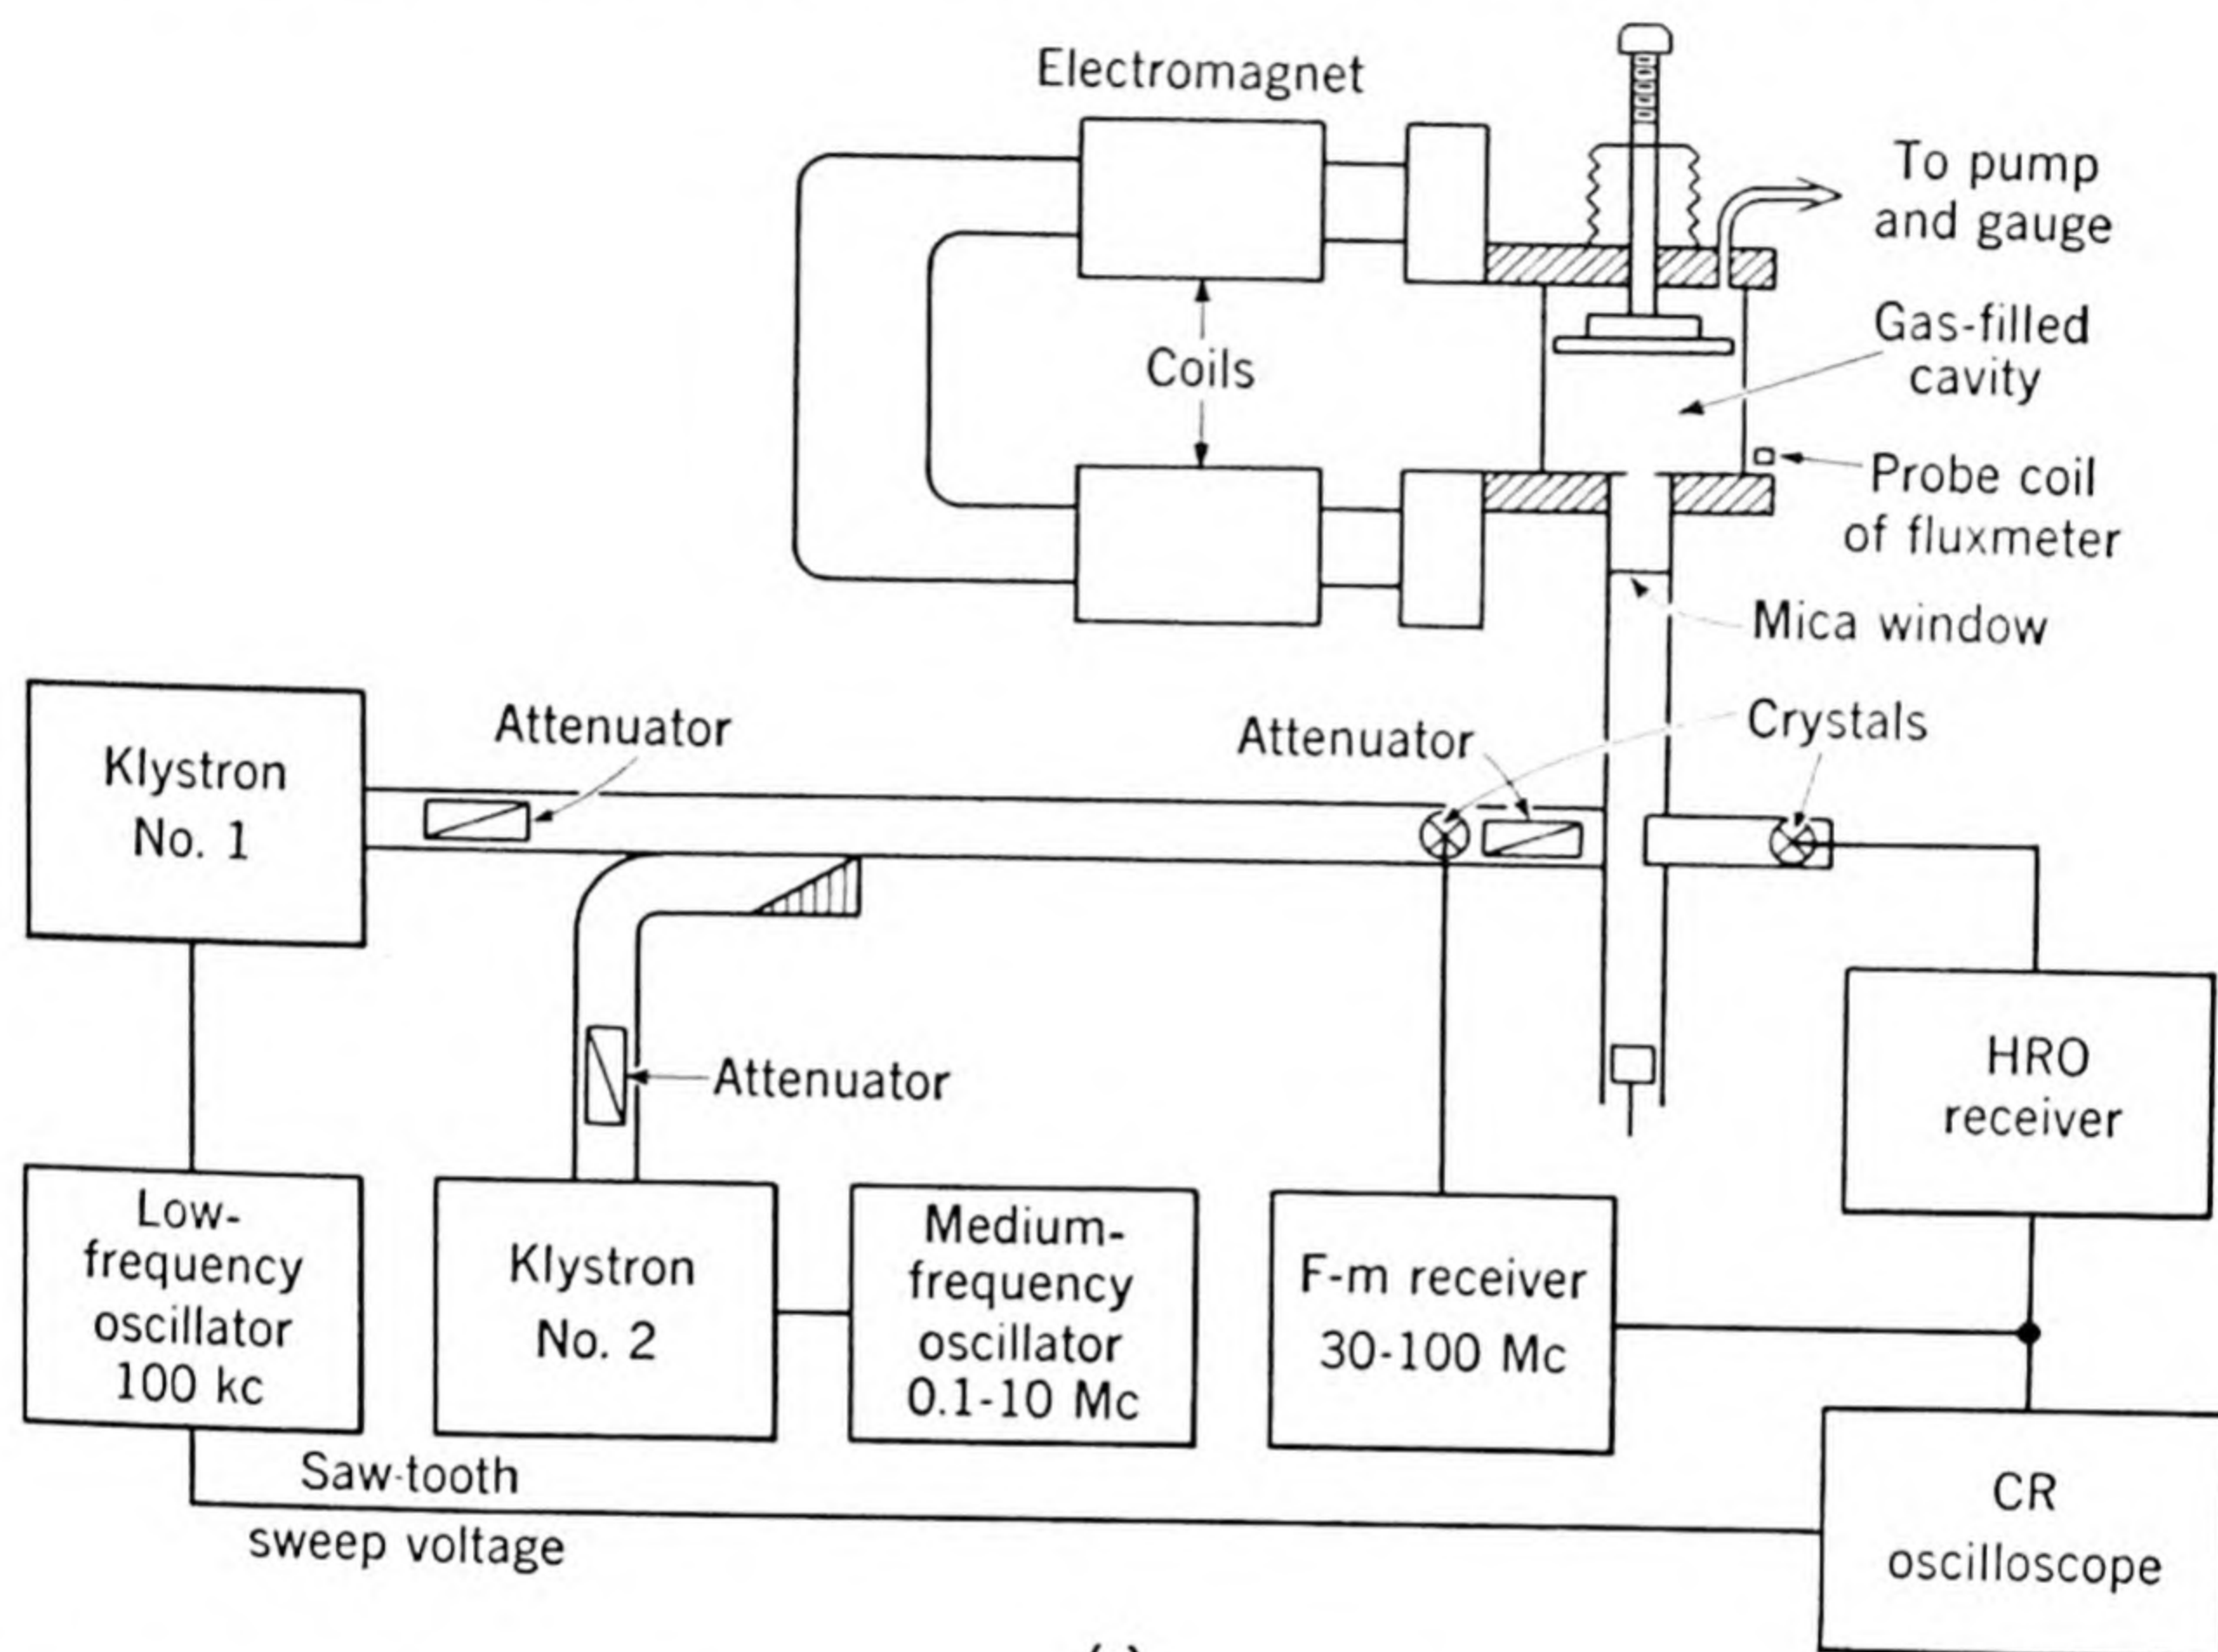 Electromagnet
To pump
and gauge
Gas-filled
cavity
Coils
Probe coil
of fluxmeter
Mica window
Crystals
Attenuator
Attenuator
Klystron
No. 1
Attenuator
HRO
receiver
Low-
frequency
oscillator
100 kc
Klystron
No. 2
Medium-
frequency
oscillator
0.1-10 Mc
F-m receiver
30-100 Mc
Saw-tooth
sweep voltage
CR
oscilloscope